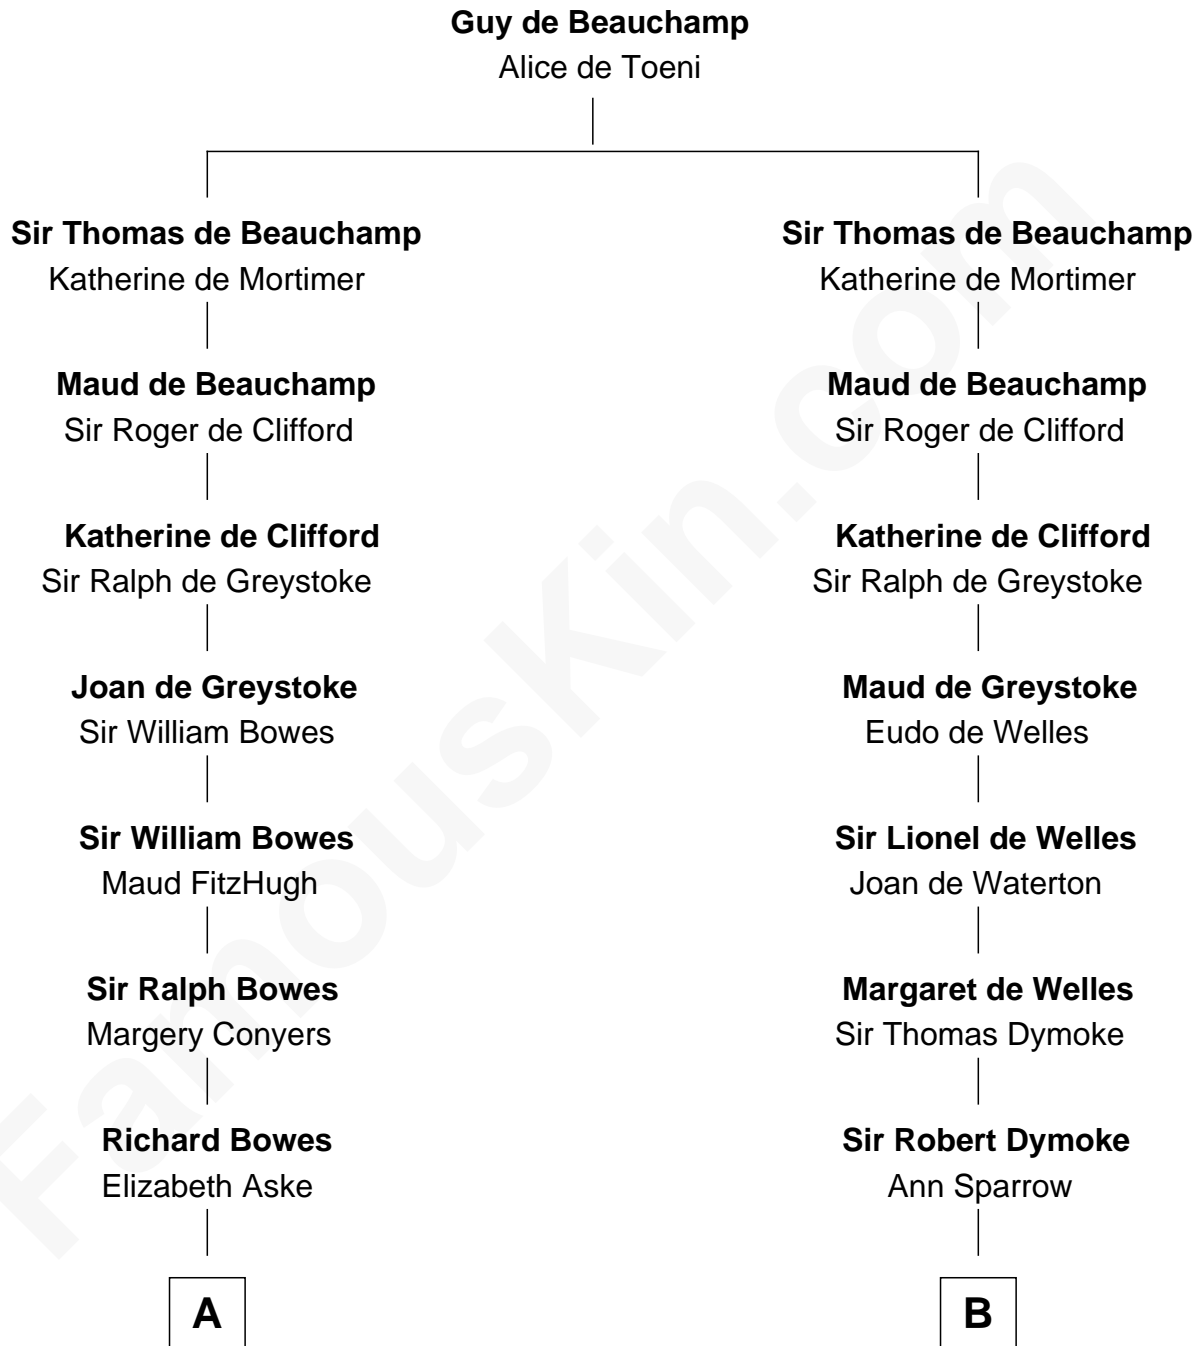 Guy de Beauchamp
Alice de Toeni
Sir Thomas de Beauchamp
Katherine de Mortimer
Maud de Beauchamp
Sir Roger de Clifford
Katherine de Clifford
Sir Ralph de Greystoke
Joan de Greystoke
Sir William Bowes
Sir William Bowes
Maud FitzHugh
Sir Ralph Bowes
Margery Conyers
Richard Bowes
Elizabeth Aske
A
Sir Thomas de Beauchamp
Katherine de Mortimer
Maud de Beauchamp
Sir Roger de Clifford
Katherine de Clifford
Sir Ralph de Greystoke
Maud de Greystoke
Eudo de Welles
Sir Lionel de Welles
Joan de Waterton
Margaret de Welles
Sir Thomas Dymoke
Sir Robert Dymoke
Ann Sparrow
B
FamousKin.com